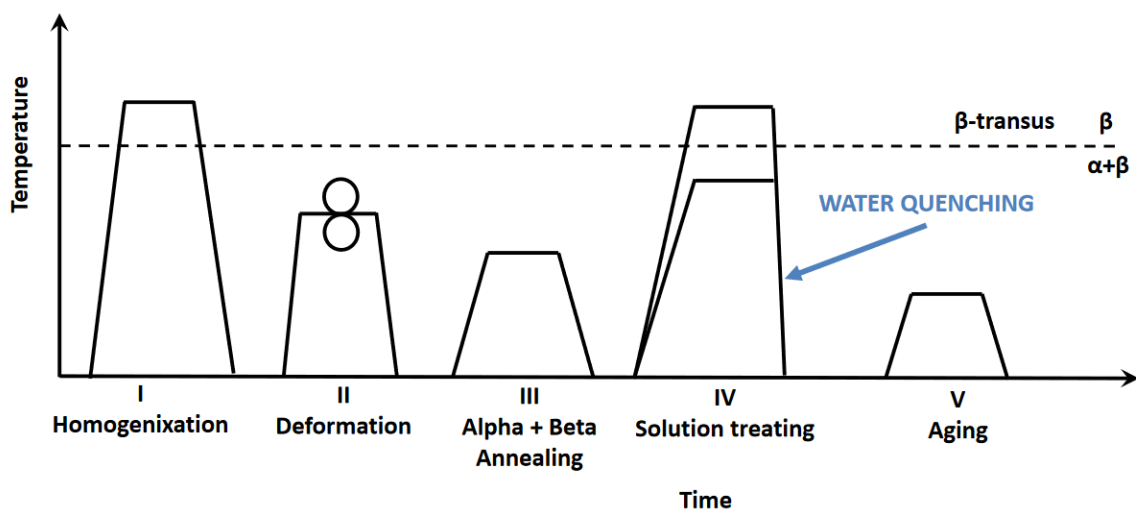 Temperature
β-transus β
α+β
WATER QUENCHING
I
Homogenixation
II
Deformation
III
Alpha + Beta
Annealing
IV
Solution treating
V
Aging
Time